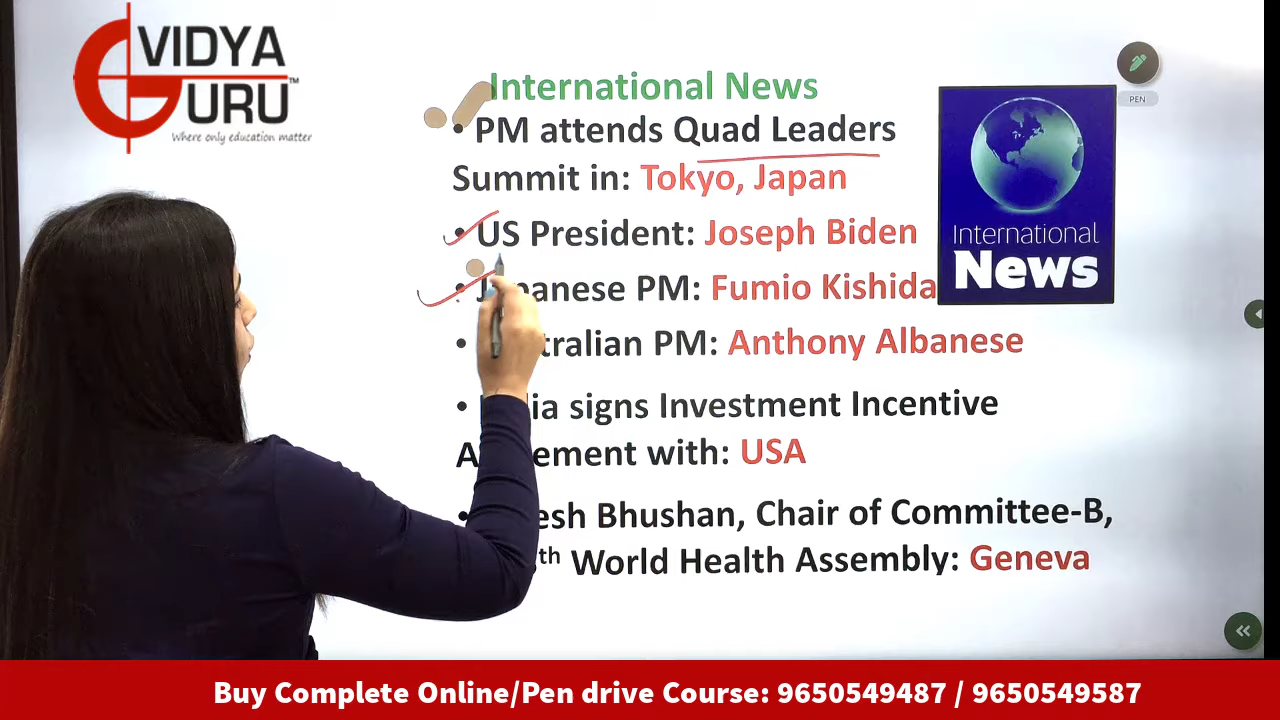 VIDYA
GURU™
Where only education matter
International News
• PM attends Quad Leaders
Summit in: Tokyo, Japan
• US President: Joseph Biden
• Japanese PM: Fumio Kishida
• tralian PM: Anthony Albanese
• ia signs Investment Incentive
A ement with: USA
• esh Bhushan, Chair of Committee-B,
th World Health Assembly: Geneva
PEN
International
News
Buy Complete Online/Pen drive Course: 9650549487 / 9650549587